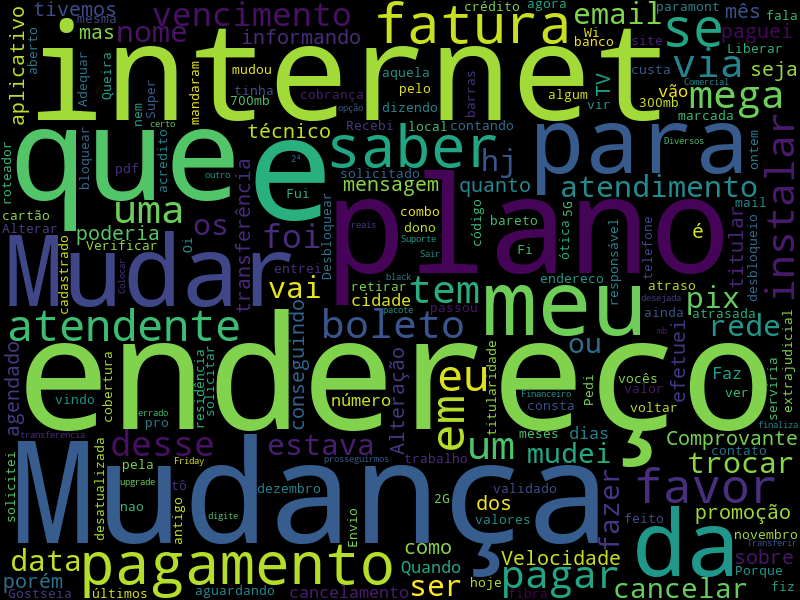 internet
endereço
Mudança
plano
que
e
Mudar
para
meu
da
fatura
se
saber
pagamento
favor
mega
via
vencimento
email
nome
informando
tivemos
mesma
crédito
agora
paramont
mês
fala
paguei
Liberar
site
custa
Comercial
seja
vão
TV
Wi
banco
aquela
pelo
algum
300mb
vir
barras
dizendo
cobrança
opção
700mb
tinha
mudou
super
mandaram
Queira
Adequar
nem
mas
aberto
aplicativo
roteador
bloquear
pdf
acredito
certo
técnico
Recebi
local
contando
marcada
Diversos
ontem
instalar
hj
solicitado
mensagem
quanto
atendimento
transferência
outro
2ª
Fui
uma
os
cartão
Alterar
poderia
Verificar
Oi
foi
Desbloquear
combo
dono
código
bareto
5G
ótica
Fi
é
titular
mail
desbloqueio
telefone
responsável
reais
Suporte
Sair
cadastrado
Colocar
entrei
vai
retirar
cidade
black
pacote
passou
tem
endereco
atraso
ainda
atrasada
pix
rede
atendente
boleto
ou
conseguindo
agendado
vindo
cobertura
residência
solicitar
errado
pro
número
Alteração
eu
em
titularidade
Financeiro
consta
Pedi
vocês
valor
voltar
efetuei
Faz
ver
serviria
extrajudicial
finaliza
transferencia
desse
estava
um
meses
dias
mudei
Comprovante
contato
trocar
prosseguirmos
trabalho
solicitei
desatualizada
pela
nao
upgrade
Friday
antigo
tô
digite
dezembro
Envio
validado
2G
dos
valores
feito
fazer
promoção
novembro
Transferir
sobre
data
porém
Gostseia
últimos
aguardando
cancelamento
como
Quando
ser
hoje
Velocidade
pagar
fibra
cancelar
Porque
fiz
mb
desejada